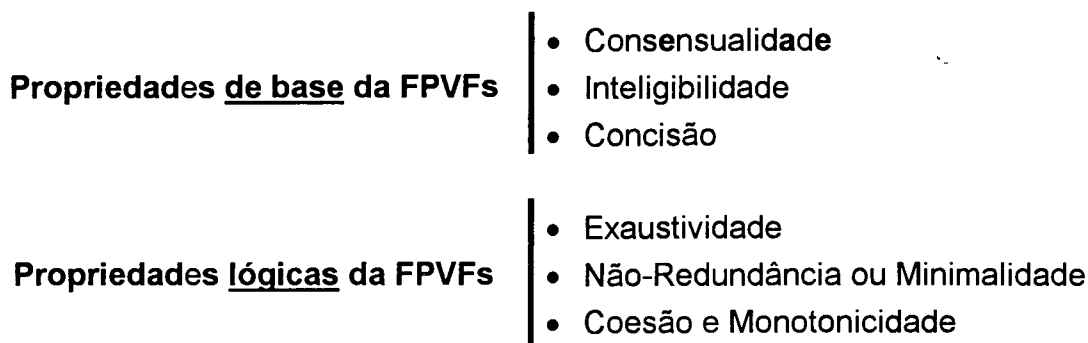 Propriedades de base da FPVFs
• Consensualidade
• Inteligibilidade
• Concisão
Propriedades lógicas da FPVFs
• Exaustividade
• Não-Redundância ou Minimalidade
• Coesão e Monotonicidade